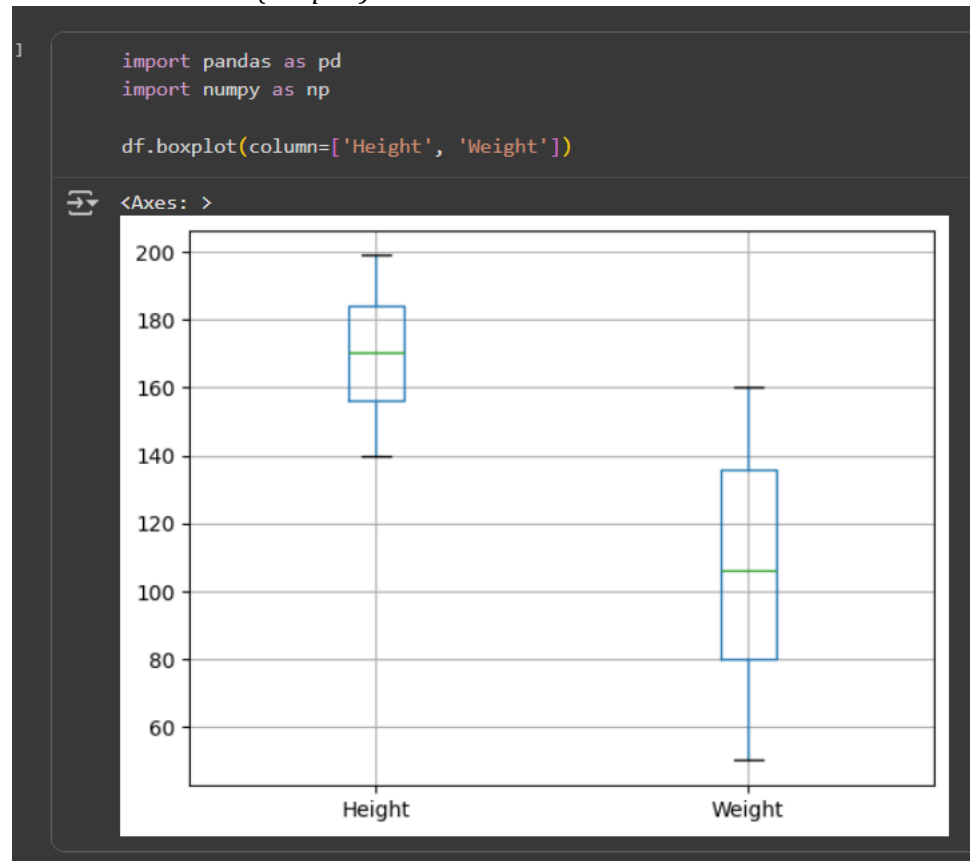 ]
import pandas as pd
import numpy as np
df.boxplot(column=['Height', 'Weight'])
<Axes: >
200
180
160
140
120
100
80
60
Height Weight